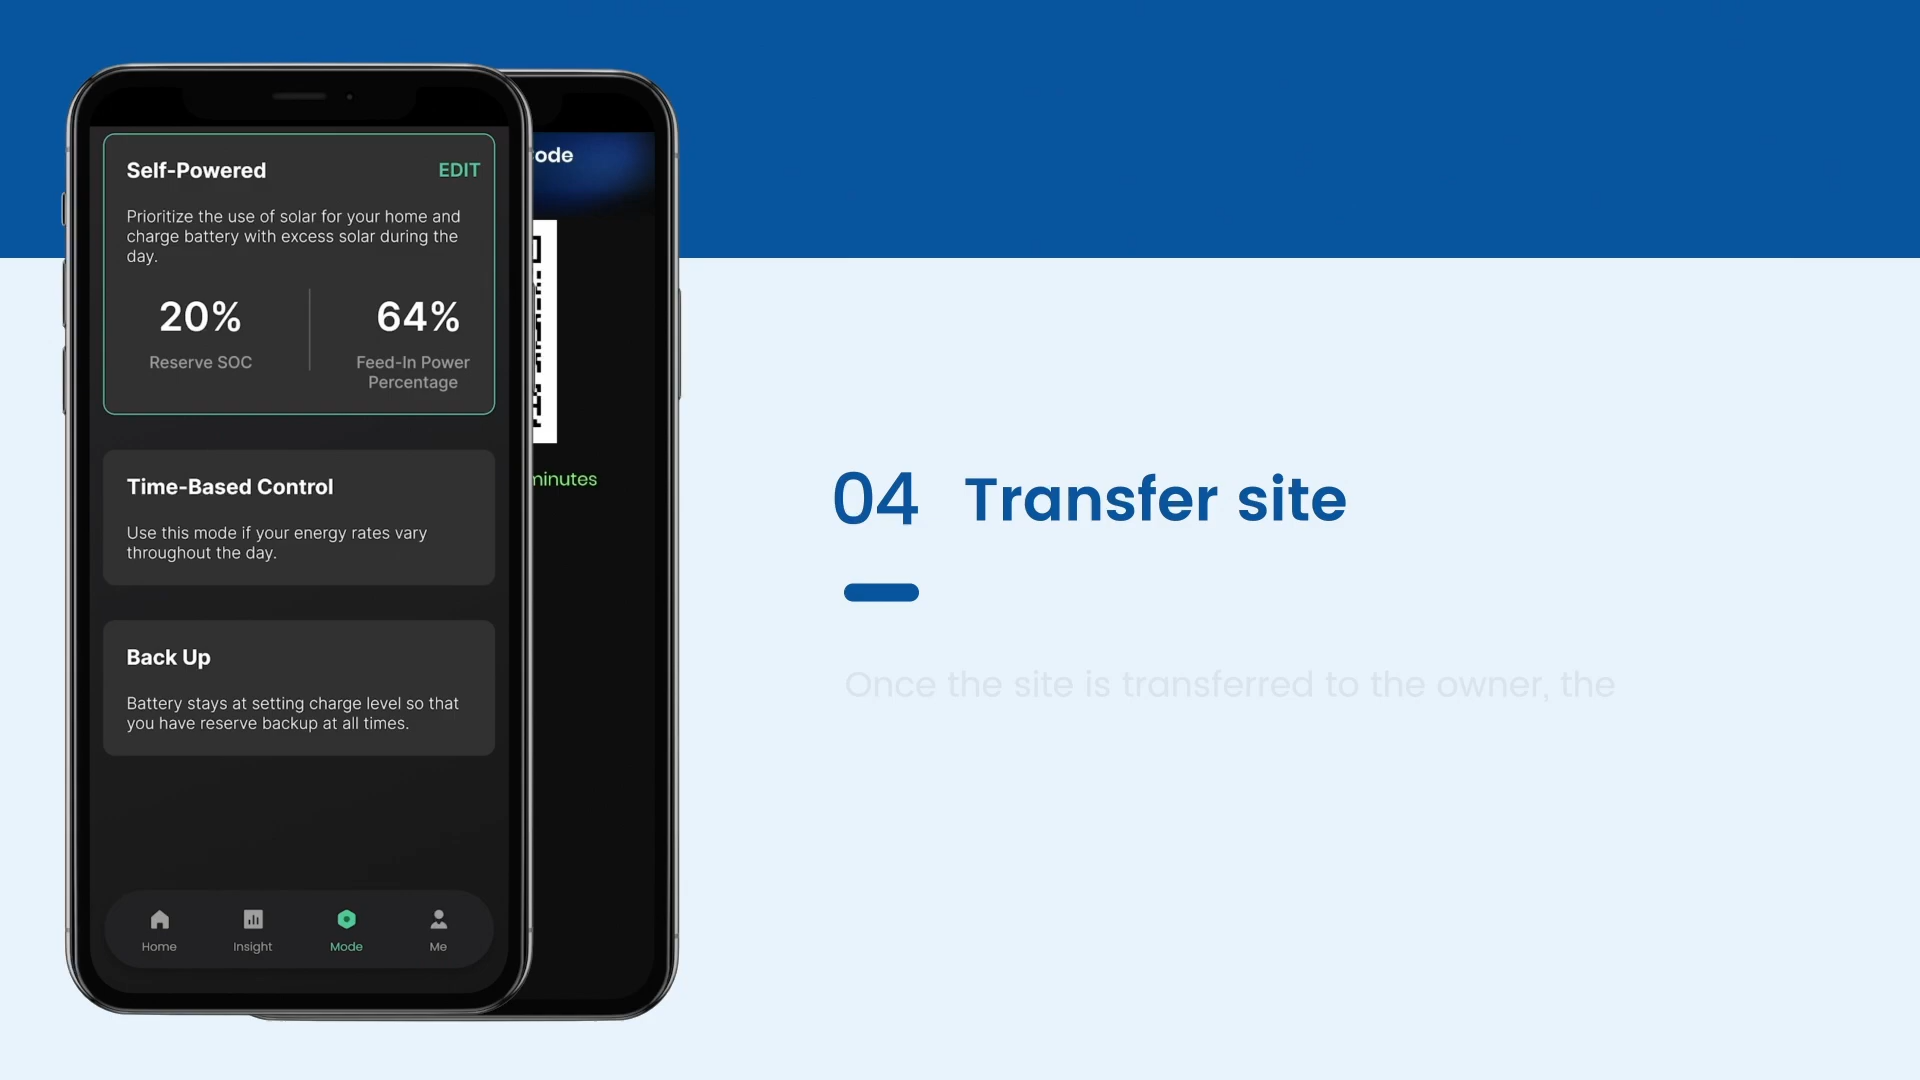 Self-Powered EDIT
Prioritize the use of solar for your home and
charge battery with excess solar during the
day.
20% 64%
Reserve SOC Feed-In Power
Percentage
Time-Based Control
Use this mode if your energy rates vary
throughout the day.
Back Up
Battery stays at setting charge level so that
you have reserve backup at all times.
Home Insight Mode Me
ode
minutes
04 Transfer site
Once the site is transferred to the owner, the